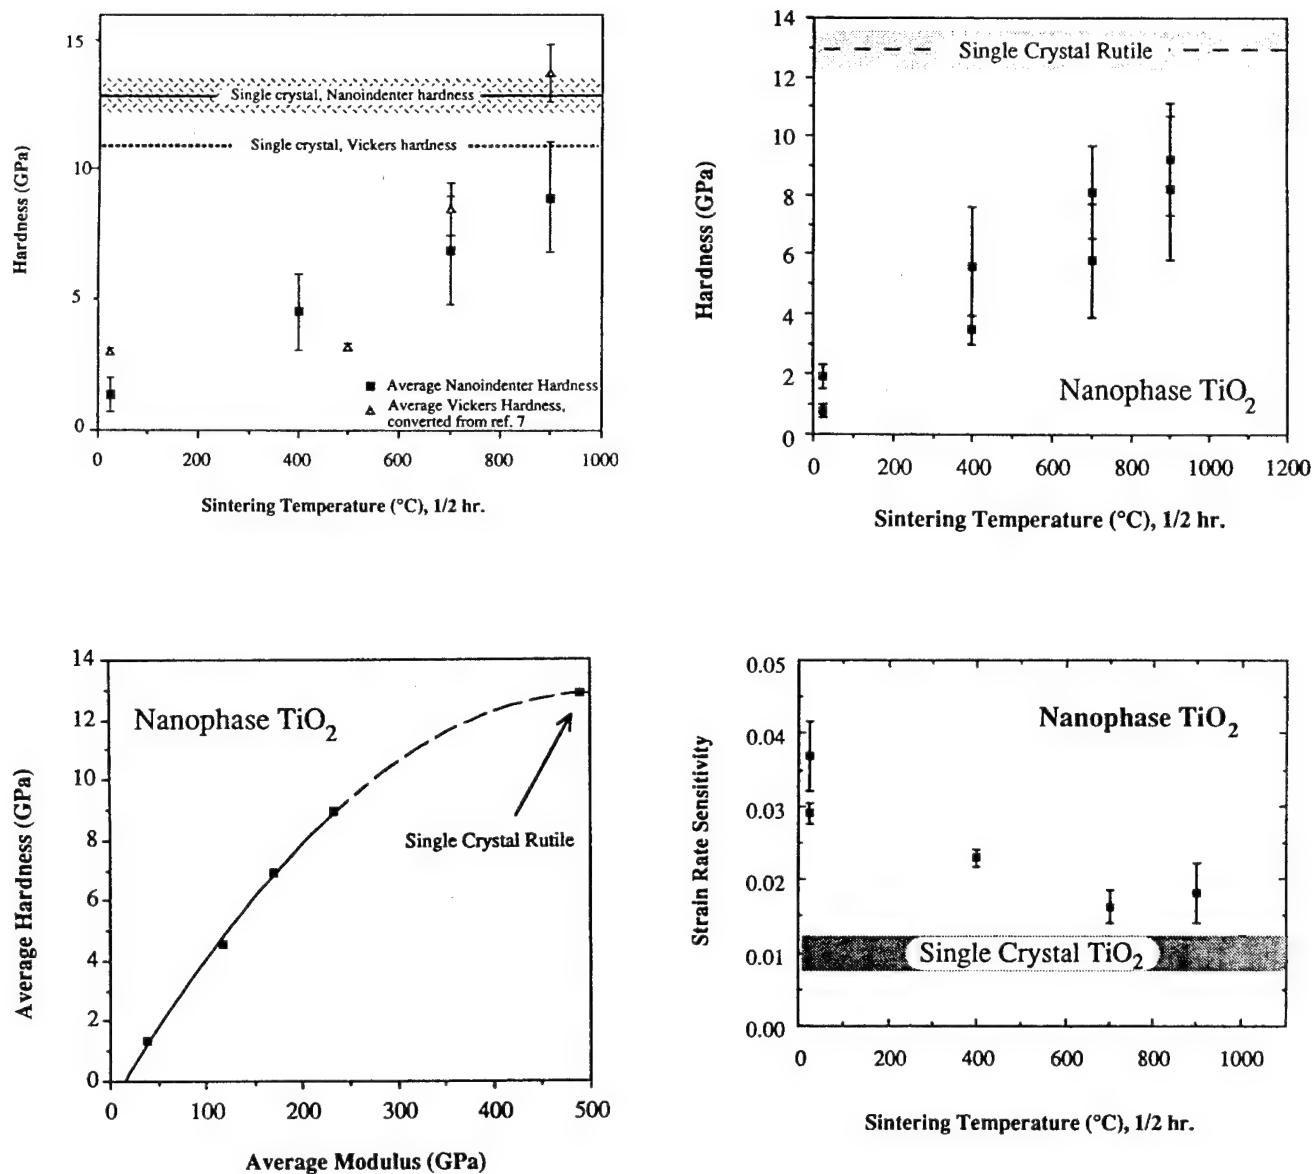 15
10
5
0
Hardness (GPa)
Single crystal, Nanoindenter hardness
Single crystal, Vickers hardness
Average Nanoindenter Hardness
Average Vickers Hardness,
converted from ref. 7
0 200 400 600 800 1000
Sintering Temperature (°C), 1/2 hr.
14
12
10
8
6
4
2
0
Hardness (GPa)
Single Crystal Rutile
Nanophase TiO2
0 200 400 600 800 1000 1200
Sintering Temperature (°C), 1/2 hr.
14
12
10
8
6
4
2
0
Average Hardness (GPa)
Nanophase TiO2
Single Crystal Rutile
0 100 200 300 400 500
Average Modulus (GPa)
0.05
0.04
0.03
0.02
0.01
0.00
Strain Rate Sensitivity
Nanophase TiO2
Single Crystal TiO2
0 200 400 600 800 1000
Sintering Temperature (°C), 1/2 hr.